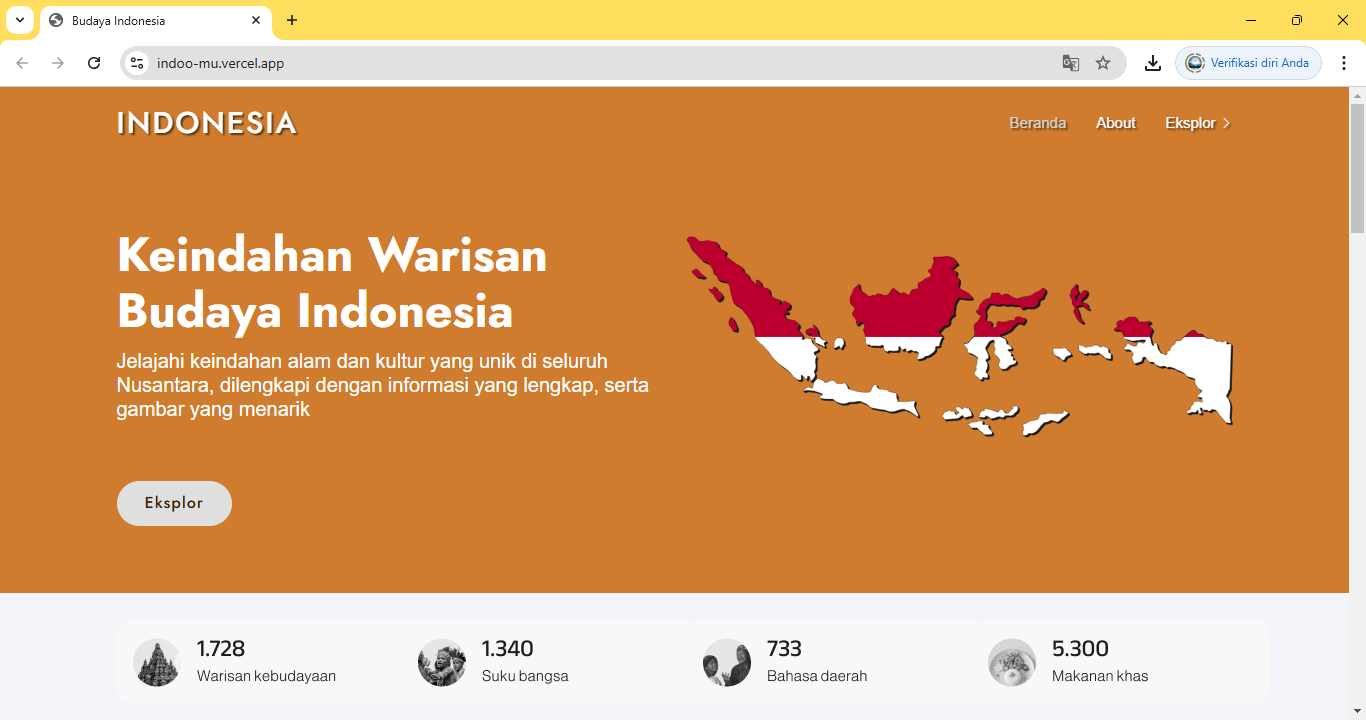 Budaya Indonesia
indoo-mu.vercel.app
Verifikasi diri Anda
INDONESIA
Beranda
About
Eksplor
Keindahan Warisan
Budaya Indonesia
Jelajahi keindahan alam dan kultur yang unik di seluruh
Nusantara, dilengkapi dengan informasi yang lengkap, serta
gambar yang menarik
Eksplor
1.728
Warisan kebudayaan
1.340
Suku bangsa
733
Bahasa daerah
5.300
Makanan khas